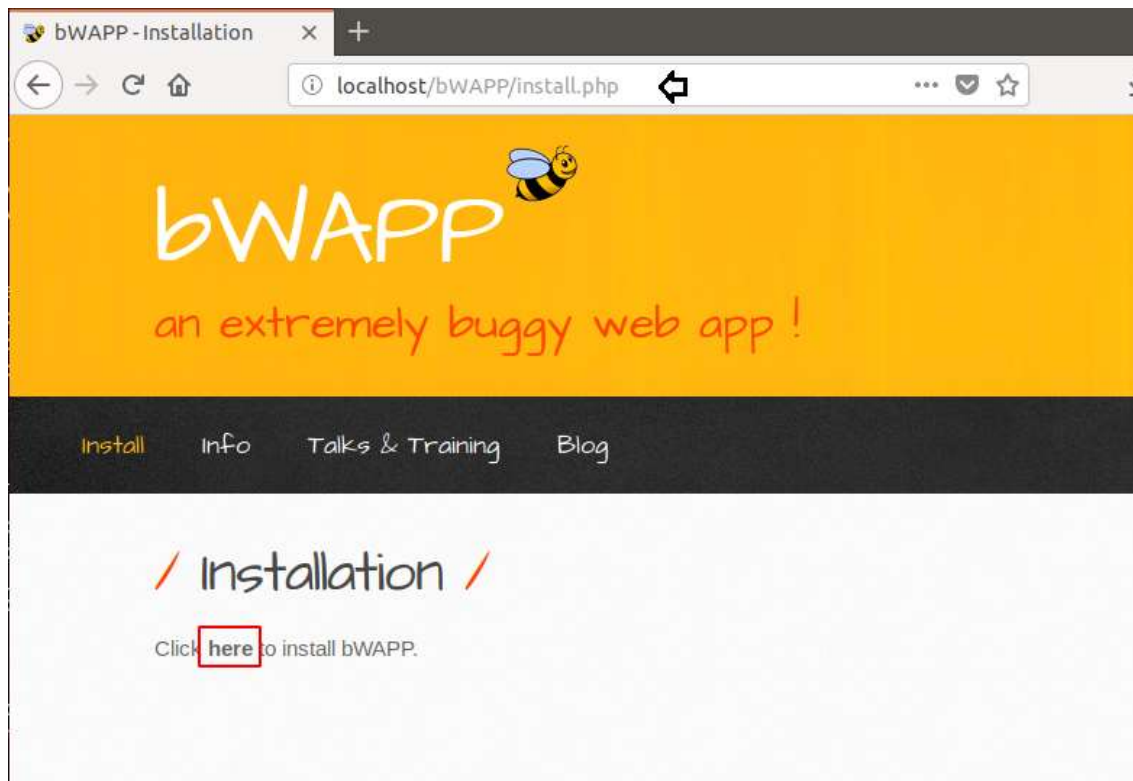 bWAPP - Installation
localhost/bWAPP/install.php
bWAPP
an extremely buggy web app !
Install Info Talks & Training Blog
/ Installation /
Click here to install bWAPP.